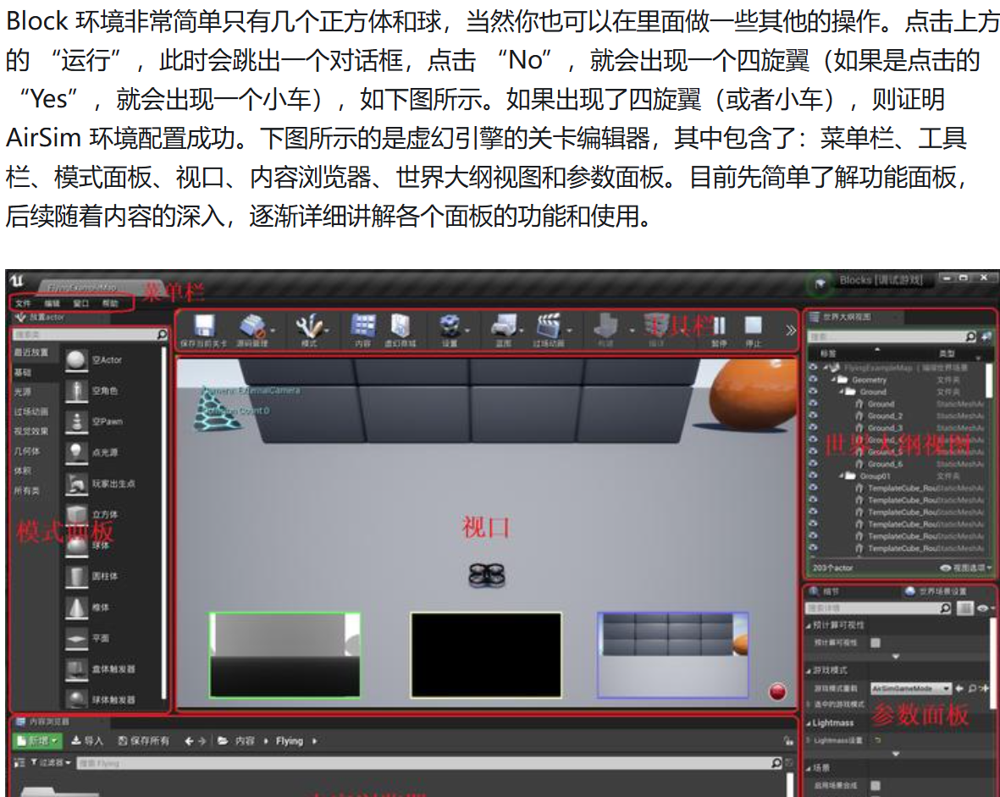 Block 环境非常简单只有几个正方体和球，当然你也可以在里面做一些其他的操作。点击上方
的 “运行”，此时会跳出一个对话框，点击 “No”，就会出现一个四旋翼（如果是点击的
“Yes”，就会出现一个小车），如下图所示。如果出现了四旋翼（或者小车），则证明
AirSim 环境配置成功。下图所示的是虚幻引擎的关卡编辑器，其中包含了：菜单栏、工具
栏、模式面板、视口、内容浏览器、世界大纲视图和参数面板。目前先简单了解功能面板，
后续随着内容的深入，逐渐详细讲解各个面板的功能和使用。
FlyingExampleMap
Blocks [调试游戏]
文件 编辑 窗口 帮助
菜单栏
放置actor
搜索类
最近放置
基础
光源
过场动画
视觉效果
几何体
体积
所有类
空Actor
空角色
空Pawn
点光源
玩家出生点
立方体
球体
圆柱体
椎体
平面
盒体触发器
球体触发器
模式面板
保存当前关卡 源码管理 模式 内容 虚幻商城 设置 蓝图 过场动画 构建 暂停 停止
工具栏
Camera: ExternalCamera
Collision Count:0
视口
世界大纲视图
搜索...
标签 类型
FlyingExampleMap（编辑世界场景
Geometry 文件夹
Ground 文件夹
Ground StaticMeshAc
Ground_2 StaticMeshAc
Ground_3 StaticMeshAc
Ground_5 StaticMeshAc
Ground_6 StaticMeshAc
Group01 文件夹
TemplateCube_Rou StaticMeshAc
TemplateCube_Rou StaticMeshAc
TemplateCube_Rou StaticMeshAc
TemplateCube_Rou StaticMeshAc
TemplateCube_Rou StaticMeshAc
TemplateCube_Rou StaticMeshAc
世界大纲视图
203个actor 视图选项
细节 世界场景设置
搜索详细
预计算可视性
预计算可视性
游戏模式
游戏模式重载 AirSimGameMode
选中的游戏模式
Lightmass
Lightmass设置
场景
启用场景合成
参数面板
内容浏览器
新增 导入 保存所有 内容 Flying
过滤器 搜索 Flying